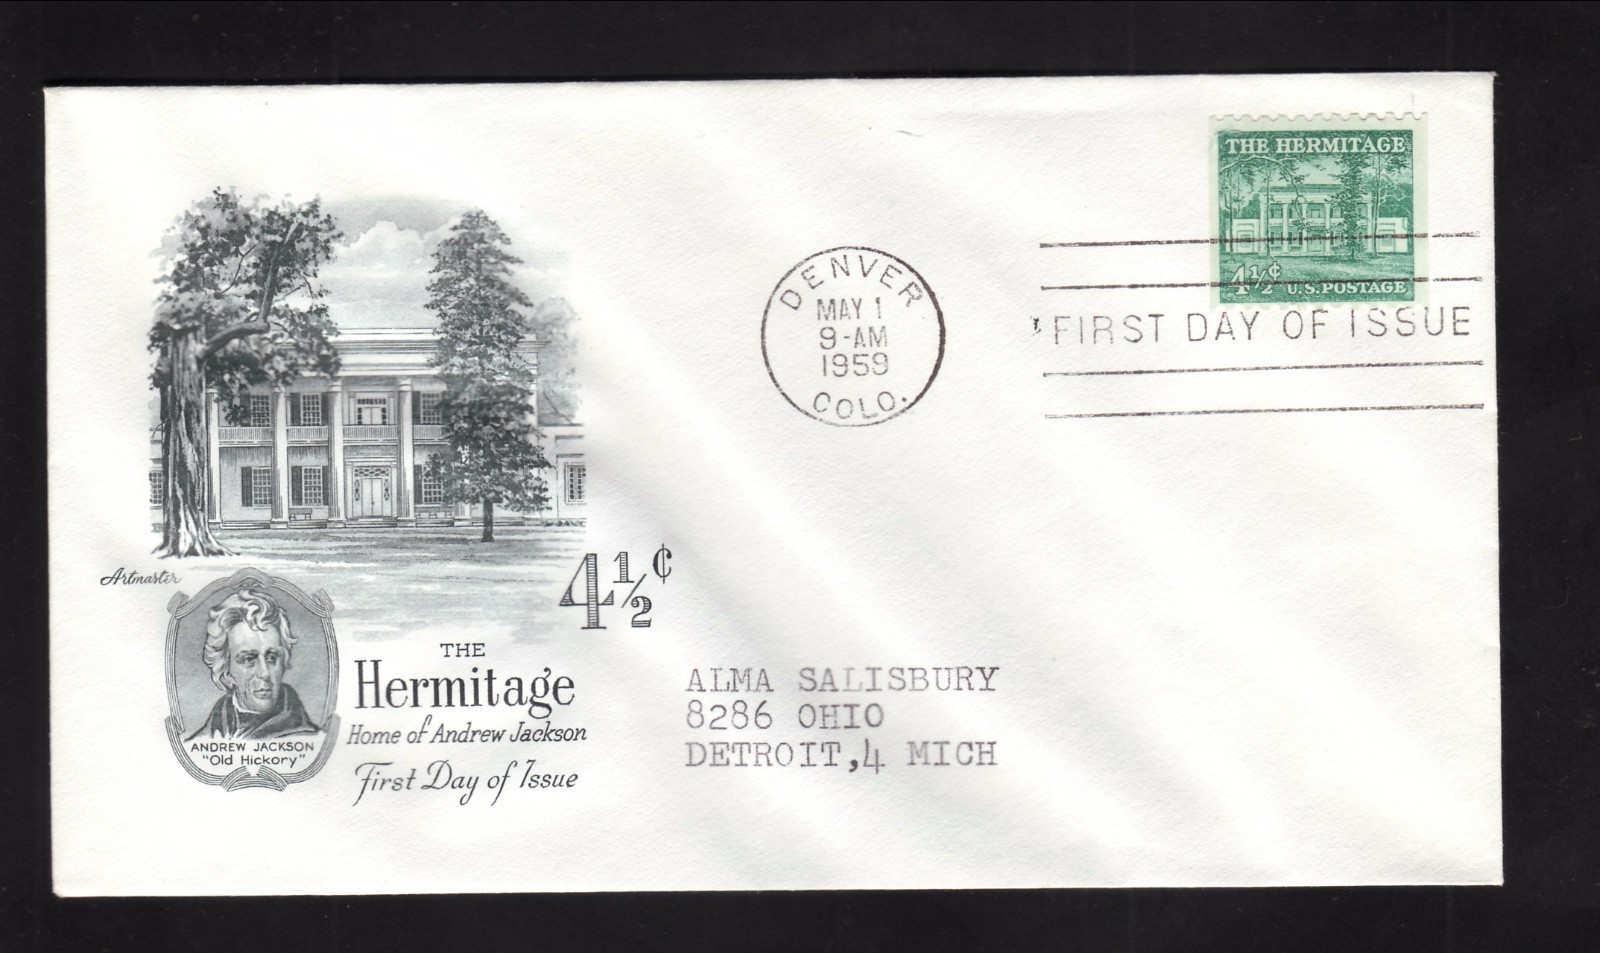 THE HERMITAGE
4½¢ U.S. POSTAGE
DENVER
MAY 1
9-AM
1959
COLO.
FIRST DAY OF ISSUE
Artmaster
4½¢
ANDREW JACKSON
"Old Hickory"
THE
Hermitage
Home of Andrew Jackson
First Day of Issue
ALMA SALISBURY
8286 OHIO
DETROIT,4 MICH